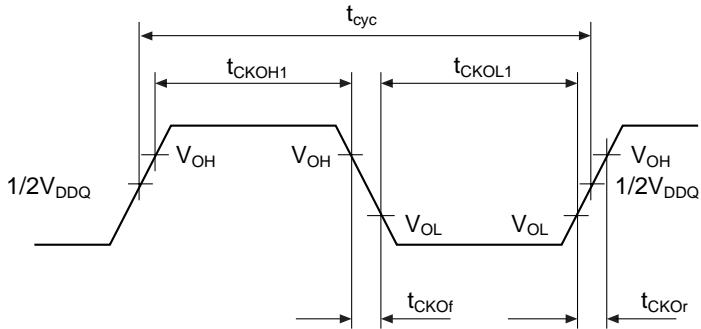 tcyc
tCKOH1 tCKOL1
VOH VOH VOH
1/2VDDQ 1/2VDDQ
VOL VOL
tCKOf tCKOr